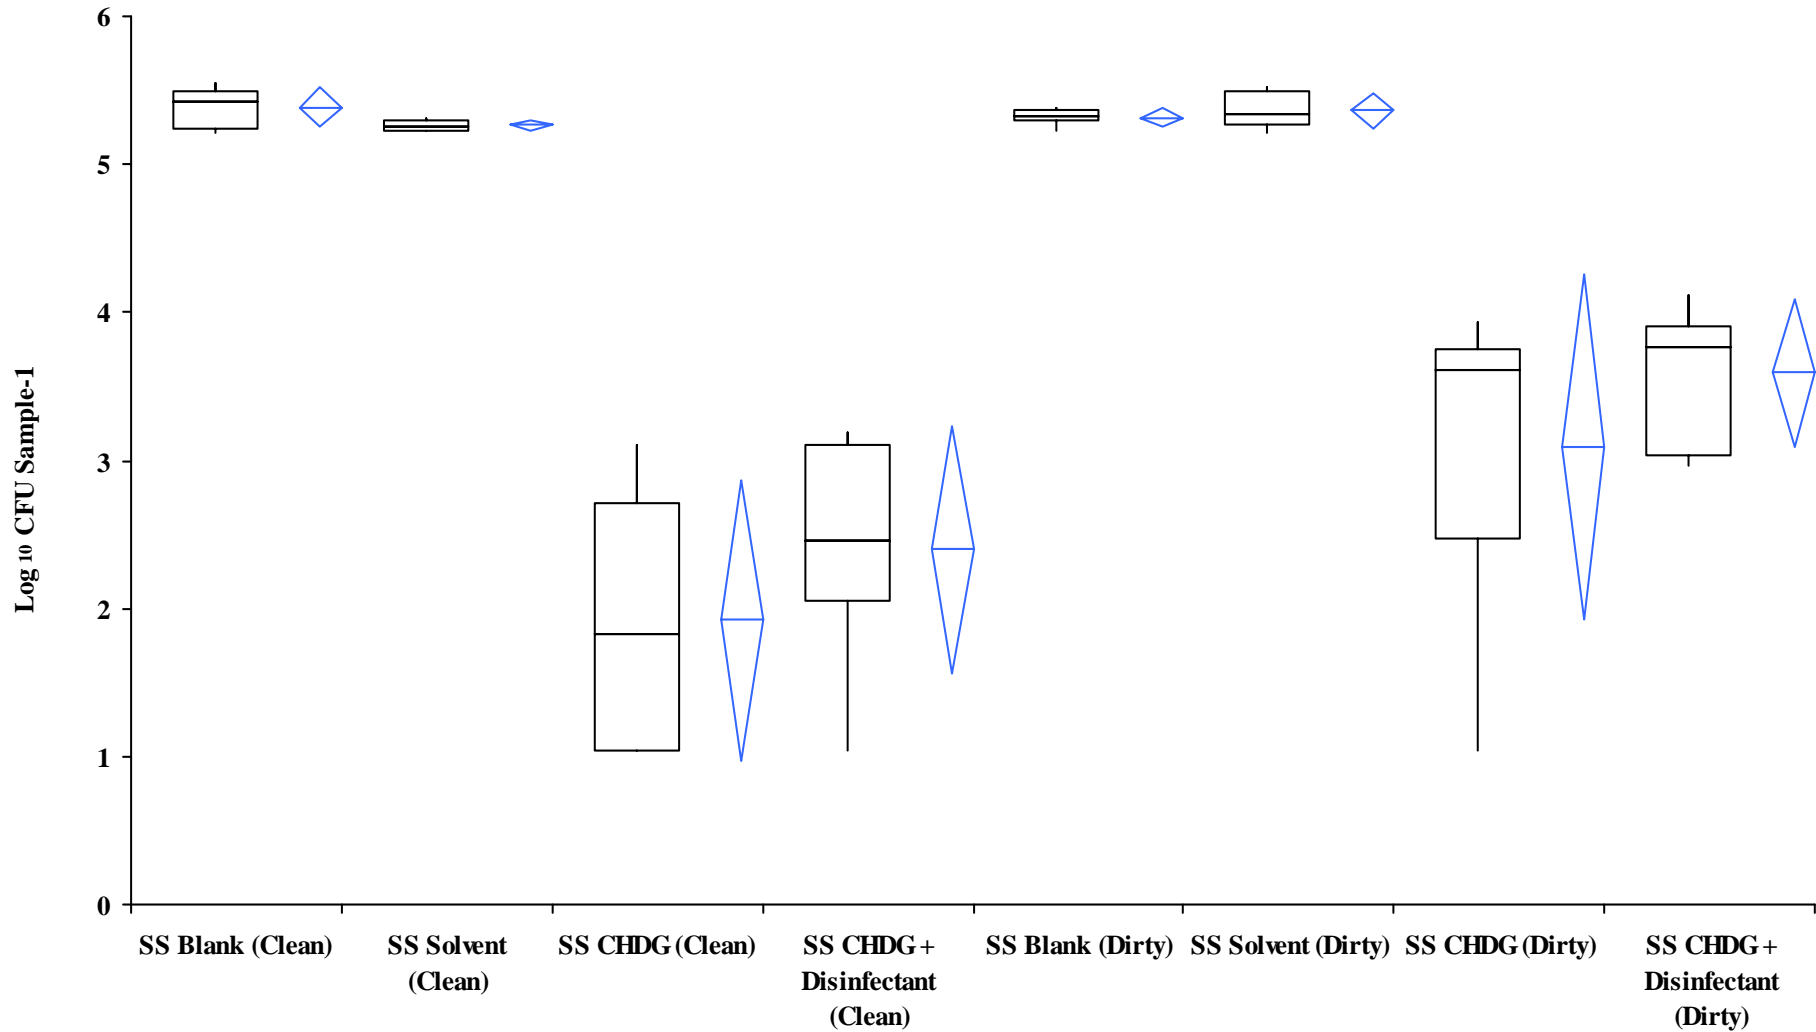 6
5
4
3
2
1
0
Log 10 CFU Sample-1
SS Blank (Clean)
SS Solvent
(Clean)
SS CHDG (Clean)
SS CHDG +
Disinfectant
(Clean)
SS Blank (Dirty)
SS Solvent (Dirty)
SS CHDG (Dirty)
SS CHDG +
Disinfectant
(Dirty)